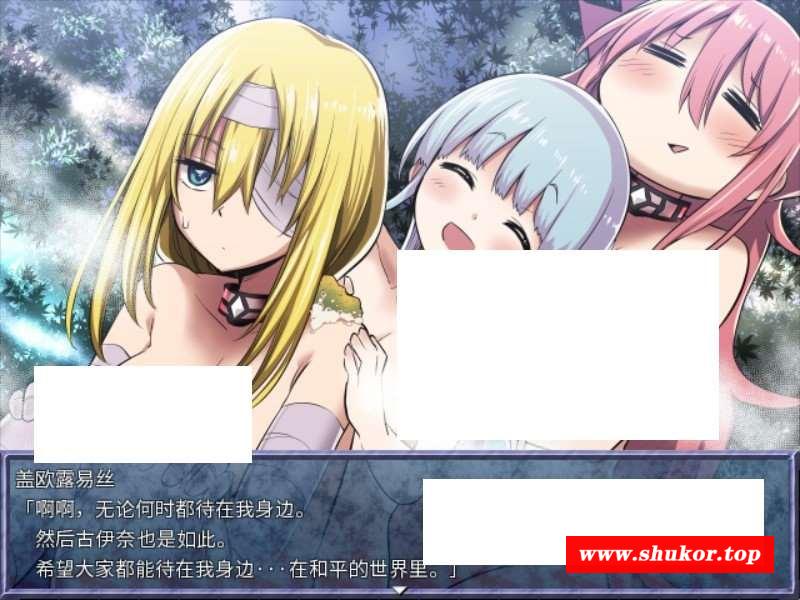 盖欧露易丝
「啊啊，无论何时都待在我身边。
然后古伊奈也是如此。
希望大家都能待在我身边···在和平的世界里。」
www.shukor.top